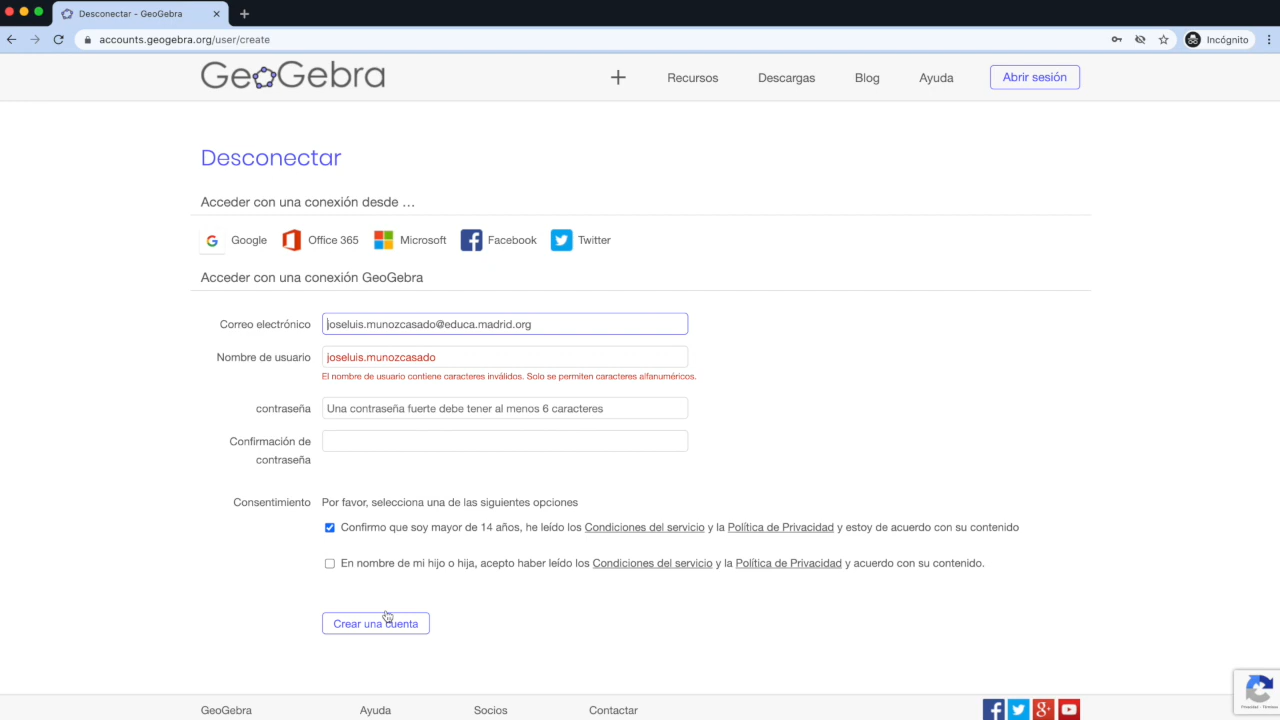 Desconectar - GeoGebra
accounts.geogebra.org/user/create
Incógnito
GeoGebra
Recursos
Descargas
Blog
Ayuda
Abrir sesión
Desconectar
Acceder con una conexión desde …
Google
Office 365
Microsoft
Facebook
Twitter
Acceder con una conexión GeoGebra
Correo electrónico
joseluis.munozcasado@educa.madrid.org
Nombre de usuario
joseluis.munozcasado
El nombre de usuario contiene caracteres inválidos. Solo se permiten caracteres alfanuméricos.
contraseña
Una contraseña fuerte debe tener al menos 6 caracteres
Confirmación de
contraseña
Consentimiento
Por favor, selecciona una de las siguientes opciones
Confirmo que soy mayor de 14 años, he leído los Condiciones del servicio y la Política de Privacidad y estoy de acuerdo con su contenido
En nombre de mi hijo o hija, acepto haber leído los Condiciones del servicio y la Política de Privacidad y acuerdo con su contenido.
Crear una cuenta
GeoGebra
Ayuda
Socios
Contactar